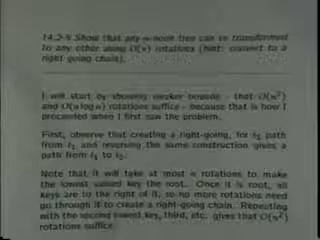 14.2-5 Show that any n-node tree can be transformed
to any other using O(n) rotations (hint: convert to a
right going chain).
I will start by showing weaker bounds - that O(n²)
and O(n log n) rotations suffice - because that is how I
proceeded when I first saw the problem.
First, observe that creating a right-going, for t₂ path
from t₁ and reversing the same construction gives a
path from t₁ to t₂.
Note that it will take at most n rotations to make
the lowest valued key the root. Once it is root, all
keys are to the right of it, so no more rotations need
go through it to create a right-going chain. Repeating
with the second lowest key, third, etc. gives that O(n²)
rotations suffice.